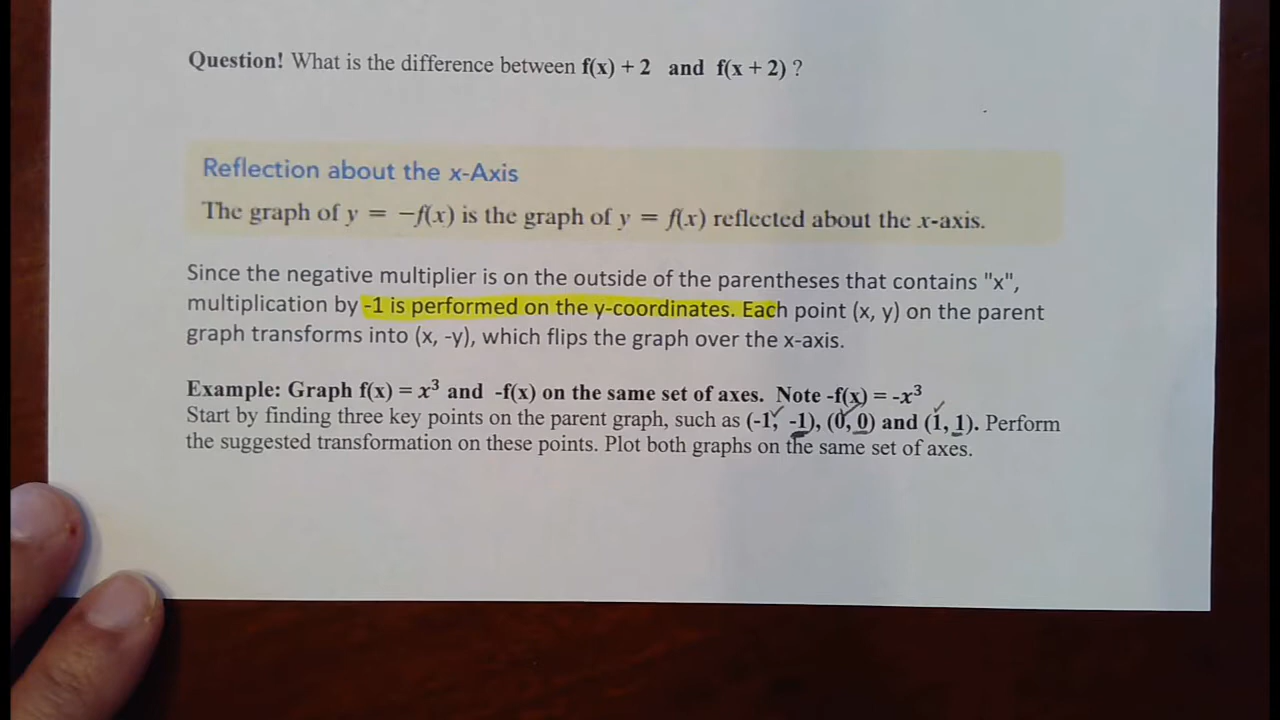 Question! What is the difference between f(x) + 2 and f(x + 2) ?
Reflection about the x-Axis
The graph of y = −f(x) is the graph of y = f(x) reflected about the x-axis.
Since the negative multiplier is on the outside of the parentheses that contains "x",
multiplication by -1 is performed on the y-coordinates. Each point (x, y) on the parent
graph transforms into (x, -y), which flips the graph over the x-axis.
Example: Graph f(x) = x³ and -f(x) on the same set of axes. Note -f(x) = -x³
Start by finding three key points on the parent graph, such as (-1, -1), (0, 0) and (1, 1). Perform
the suggested transformation on these points. Plot both graphs on the same set of axes.